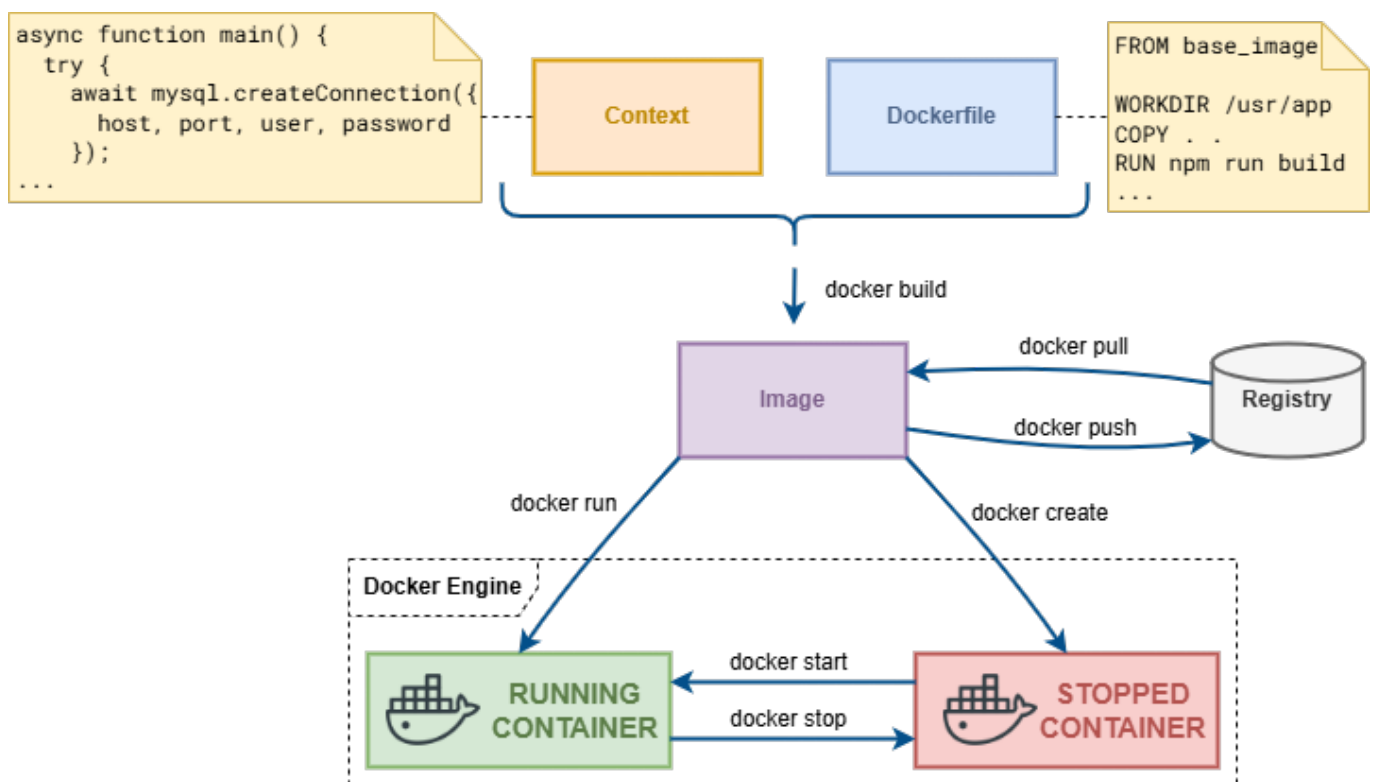 async function main() {
try {
await mysql.createConnection({
host, port, user, password
});
...
Context
Dockerfile
FROM base_image
WORKDIR /usr/app
COPY . .
RUN npm run build
...
docker build
Image
docker pull
docker push
Registry
docker run
docker create
Docker Engine
RUNNING
CONTAINER
docker start
docker stop
STOPPED
CONTAINER